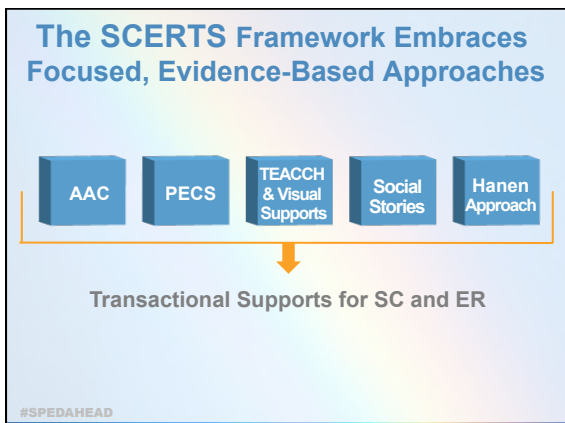 The SCERTS Framework Embraces
Focused, Evidence-Based Approaches
AAC
PECS
TEACCH
& Visual
Supports
Social
Stories
Hanen
Approach
Transactional Supports for SC and ER
#SPEDAHEAD